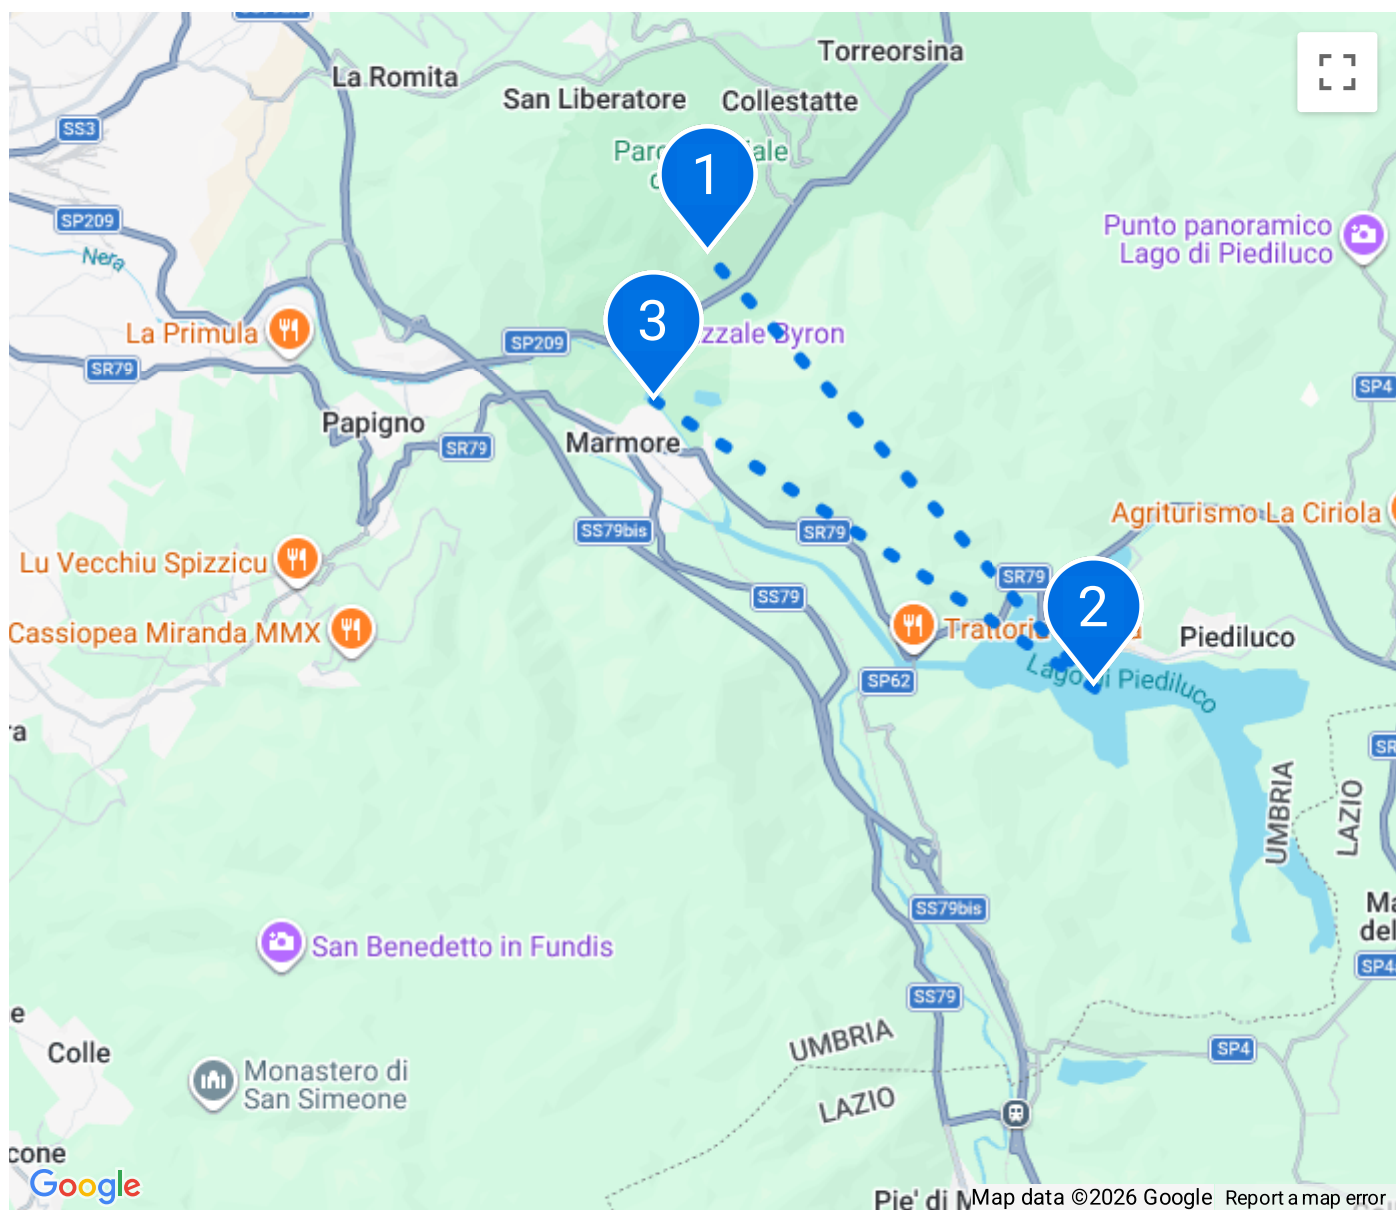 Torreorsina
La Romita
San Liberatore
Collestatte
SS3
1
SP209
Nera
Punto panoramico
Lago di Piediluco
3
La Primula
SP209
Byron
SR79
SP4
Papigno
Marmore
SR79
Agriturismo La Ciriola
SS79bis
SR79
Lu Vecchiu Spizzicu
SR79
SS79
2
Cassiopea Miranda MMX
Trattoria
Piediluco
SP62
Lago di Piediluco
UMBRIA
LAZIO
SS79bis
San Benedetto in Fundis
SS79
UMBRIA
SP4
Colle
Monastero di
San Simeone
LAZIO
Google
Pie' di
Map data ©2026 Google
Report a map error